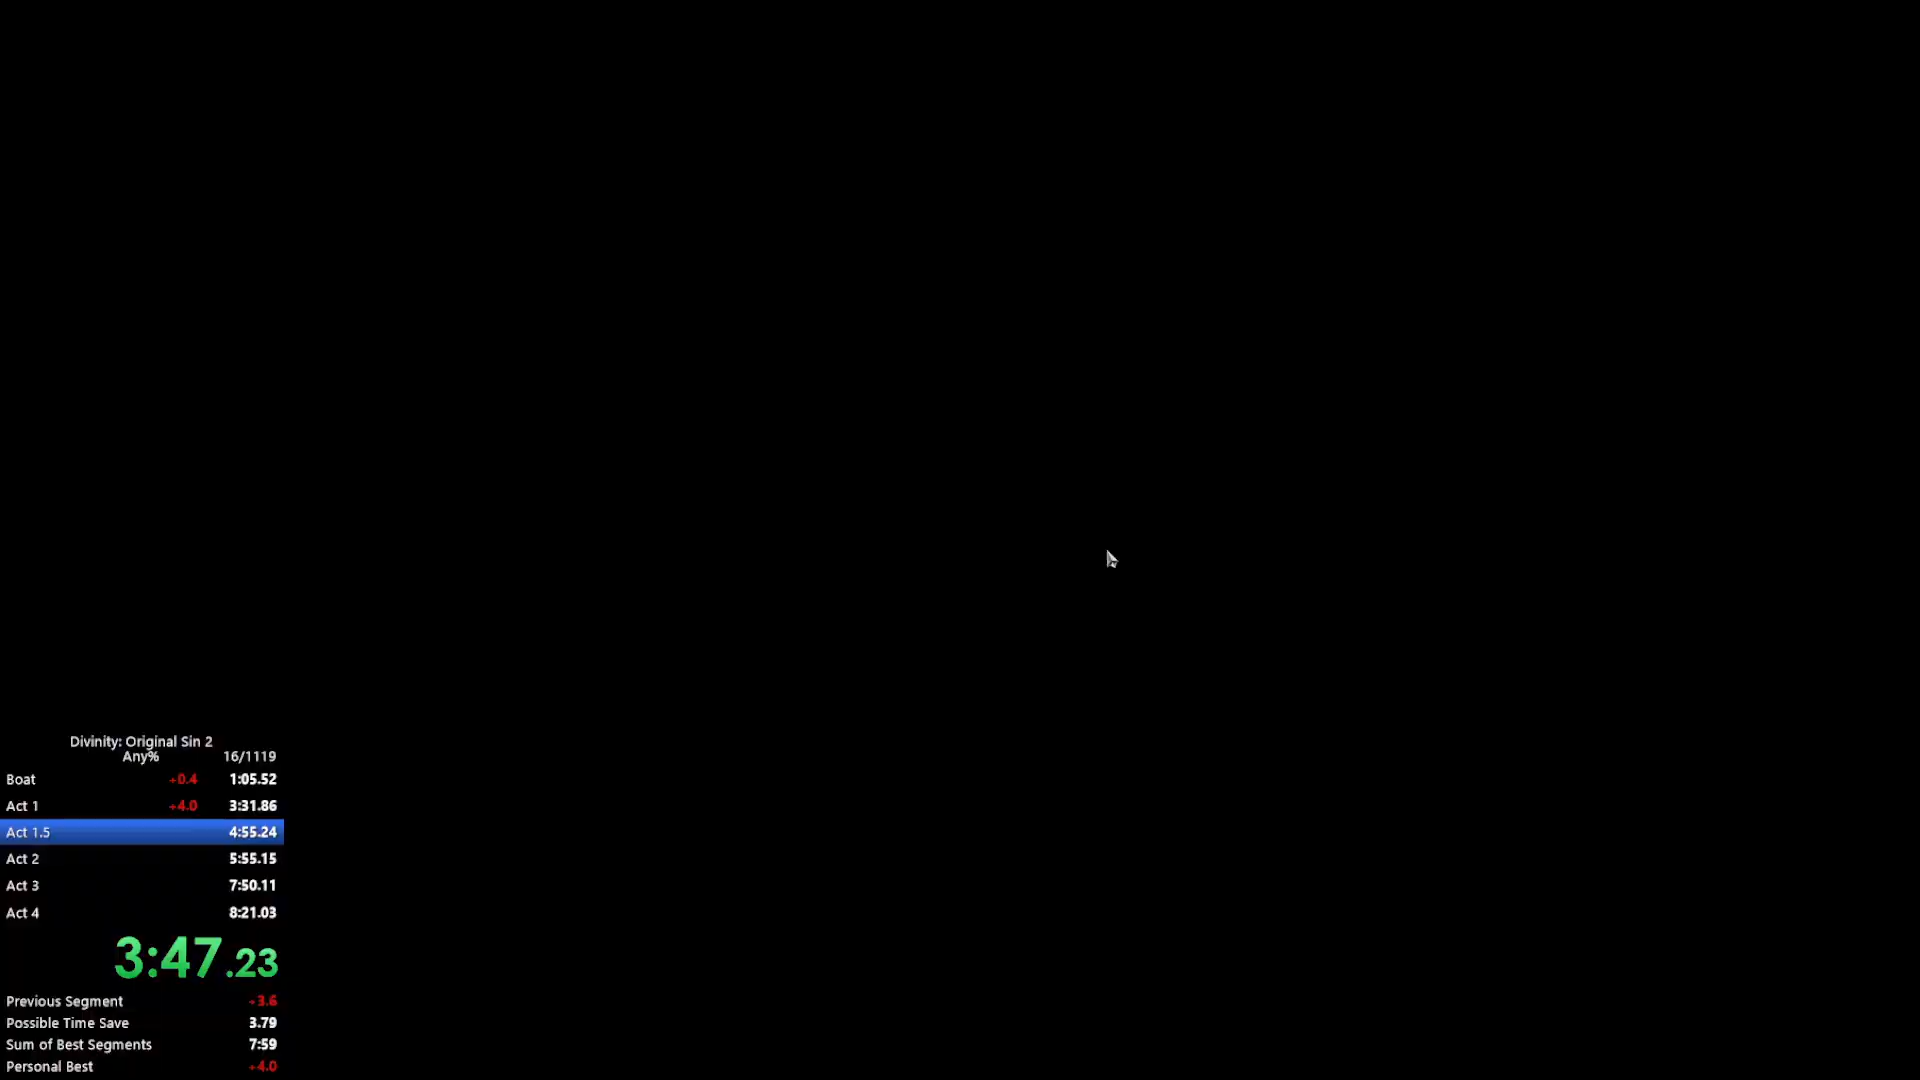 Divinity: Original Sin 2
Any% 16/1119
Boat +0.4 1:05.52
Act 1 +4.0 3:31.86
Act 1.5 4:55.24
Act 2 5:55.15
Act 3 7:50.11
Act 4 8:21.03
3:47.23
Previous Segment +3.6
Possible Time Save 3.79
Sum of Best Segments 7:59
Personal Best +4.0